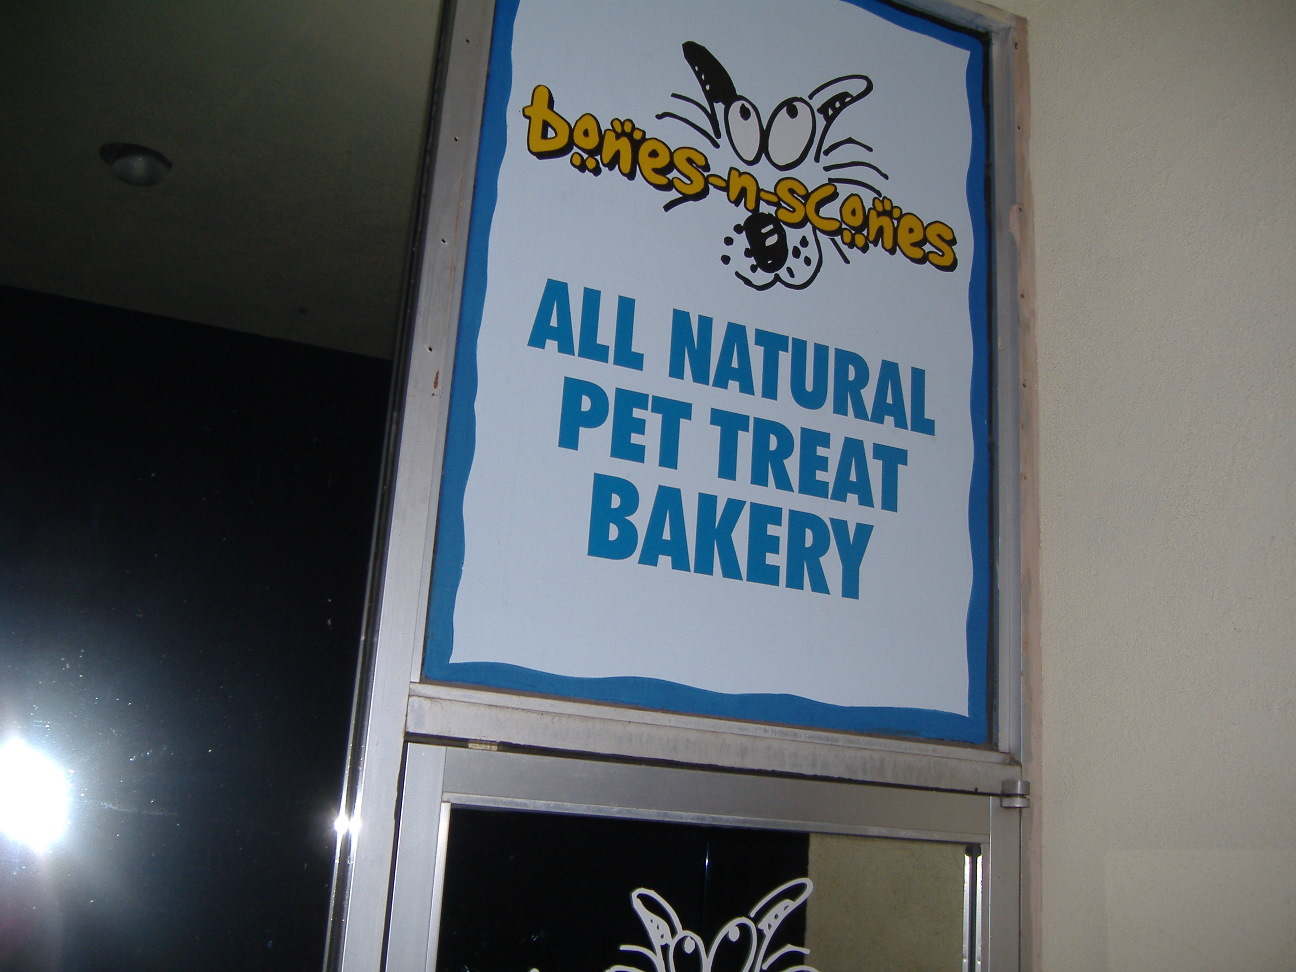 bones-n-scones
ALL NATURAL
PET TREAT
BAKERY